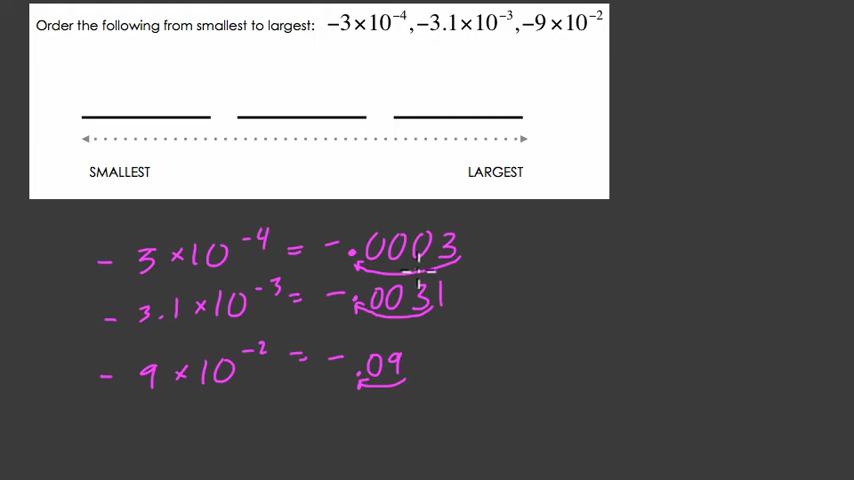 Order the following from smallest to largest: −3×10⁻⁴, −3.1×10⁻³, −9×10⁻²
SMALLEST LARGEST
- 3 ×10⁻⁴ = - .0003
- 3.1 ×10⁻³ = - .0031
- 9 ×10⁻² = - .09